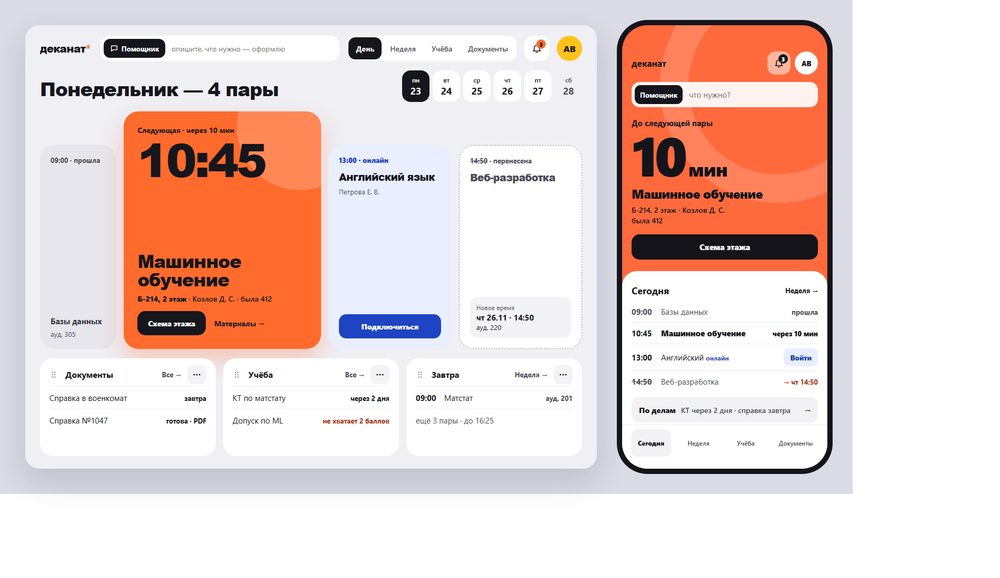 деканат*
Помощник
опишите, что нужно — оформлю
День
Неделя
Учёба
Документы
3
АВ
Понедельник — 4 пары
пн
23
вт
24
ср
25
чт
26
пт
27
сб
28
09:00 · прошла
Базы данных
ауд. 305
Следующая · через 10 мин
10:45
Машинное
обучение
Б-214, 2 этаж · Козлов Д. С. · была 412
Схема этажа
Материалы →
13:00 · онлайн
Английский язык
Петрова Е. В.
Подключиться
14:50 · перенесена
Веб-разработка
Новое время
чт 26.11 · 14:50
ауд. 220
Документы
Все →
Справка в военкомат
завтра
Справка №1047
готова · PDF
Учёба
Все →
КТ по матстату
через 2 дня
Допуск по ML
не хватает 2 баллов
Завтра
Неделя →
09:00 Матстат
ауд. 201
ещё 3 пары · до 16:25
деканат
3
АВ
Помощник
что нужно?
До следующей пары
10 мин
Машинное обучение
Б-214, 2 этаж · Козлов Д. С.
была 412
Схема этажа
Сегодня
Неделя →
09:00 Базы данных
прошла
10:45 Машинное обучение
через 10 мин
13:00 Английский онлайн
Войти
14:50 Веб-разработка
→ чт 14:50
По делам КТ через 2 дня · справка завтра →
Сегодня
Неделя
Учёба
Документы